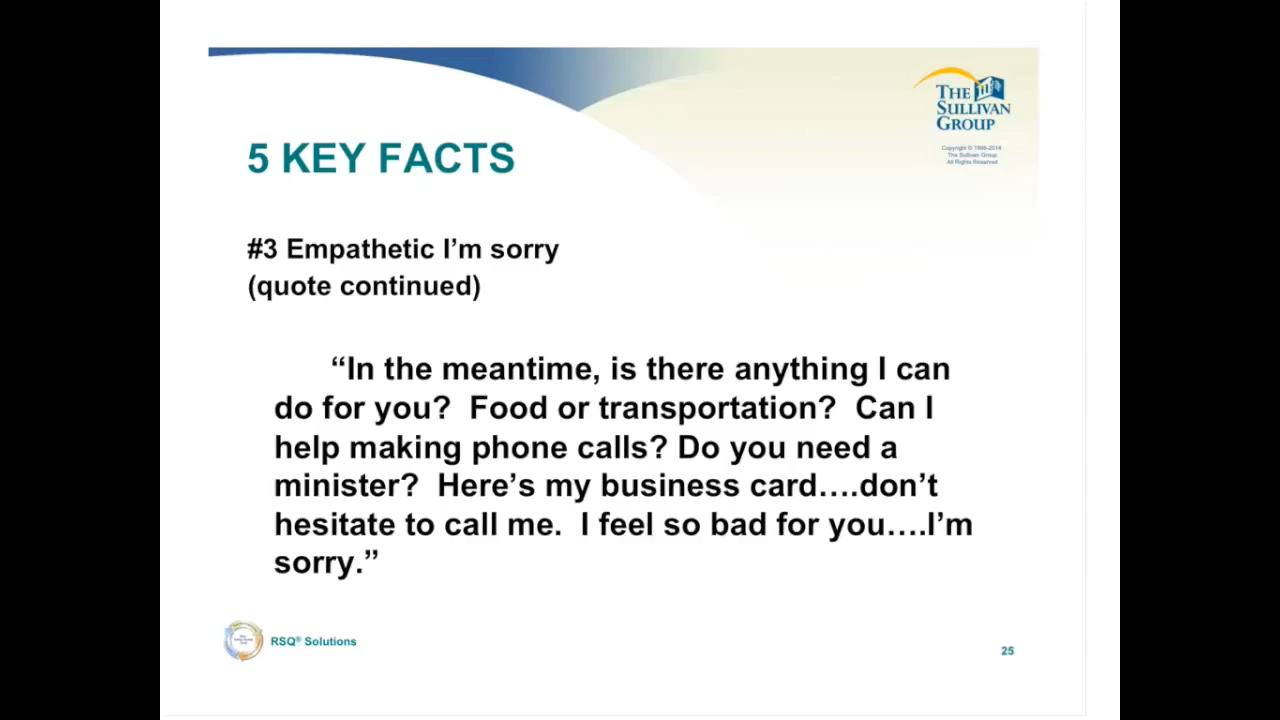 THE
SULLIVAN
GROUP
Copyright © 1998-2014
The Sullivan Group
All Rights Reserved
5 KEY FACTS
#3 Empathetic I’m sorry
(quote continued)
“In the meantime, is there anything I can
do for you?  Food or transportation?  Can I
help making phone calls? Do you need a
minister?  Here’s my business card….don’t
hesitate to call me.  I feel so bad for you….I’m
sorry.”
RSQ® Solutions
25